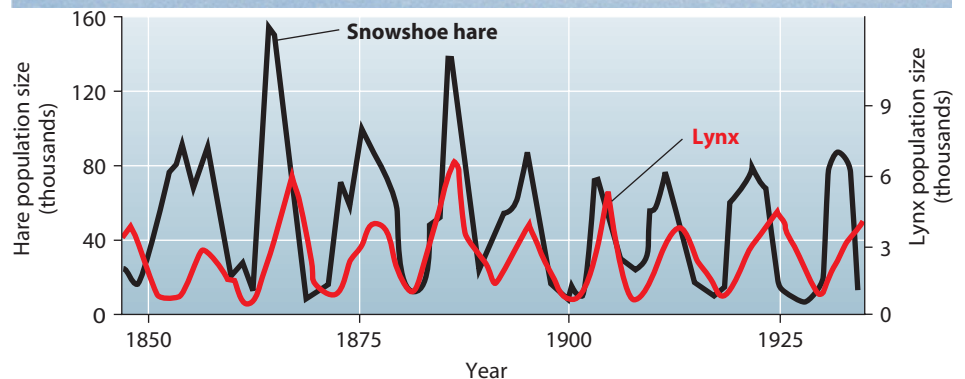 160
120
80
40
0
Hare population size
(thousands)
Snowshoe hare
Lynx
9
6
3
0
Lynx population size
(thousands)
1850
1875
1900
1925
Year